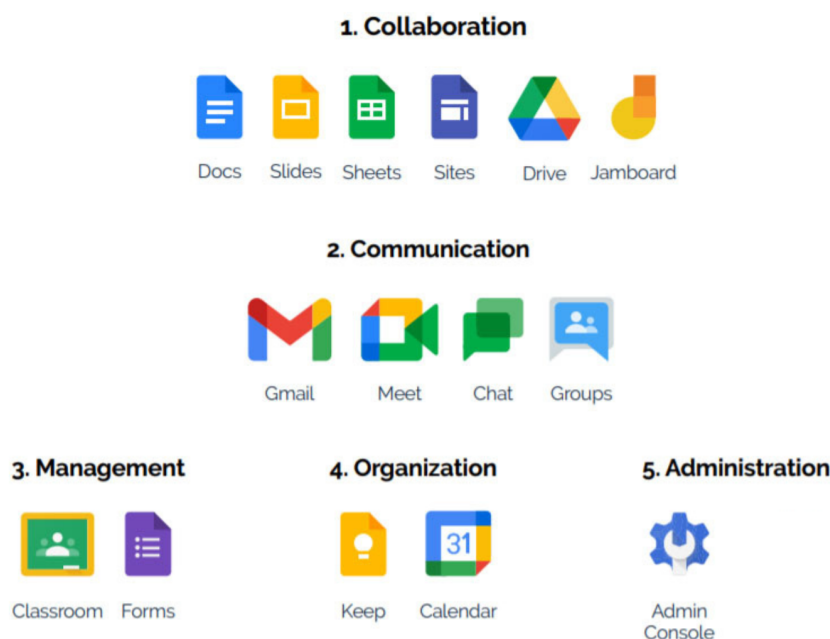 1. Collaboration
Docs Slides Sheets Sites Drive Jamboard
2. Communication
Gmail Meet Chat Groups
3. Management 4. Organization 5. Administration
31
Classroom Forms Keep Calendar Admin
Console